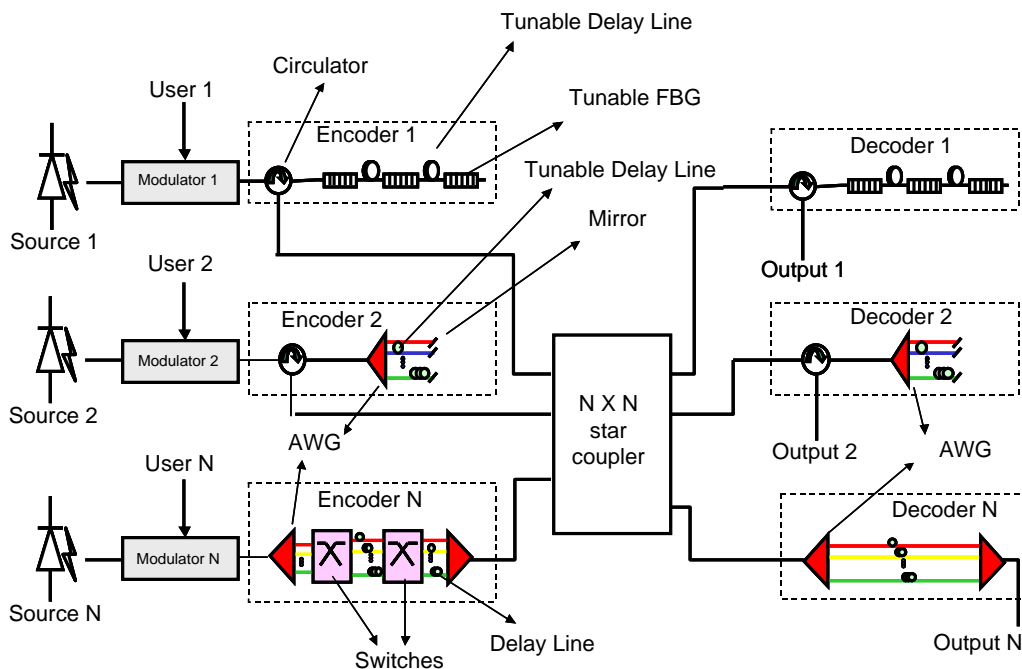 Tunable Delay Line
Circulator
User 1
Tunable FBG
Encoder 1
Decoder 1
Tunable Delay Line
Modulator 1
Mirror
Source 1
User 2
Output 1
Encoder 2
Decoder 2
Modulator 2
N X N
star
coupler
Source 2
AWG
Output 2
AWG
User N
Encoder N
Decoder N
Modulator N
Source N
Delay Line
Output N
Switches